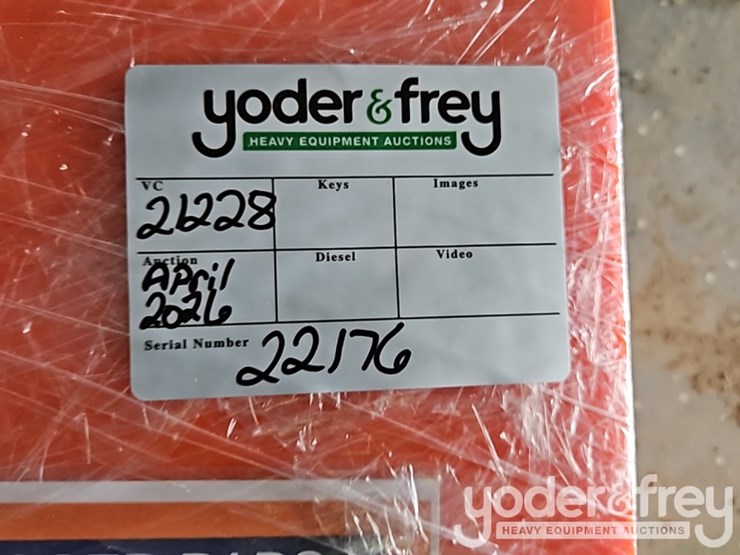 yoder & frey
HEAVY EQUIPMENT AUCTIONS
VC Keys Images
26228
Auction Diesel Video
April
2026
Serial Number 22176
yoder & frey
HEAVY EQUIPMENT AUCTIONS